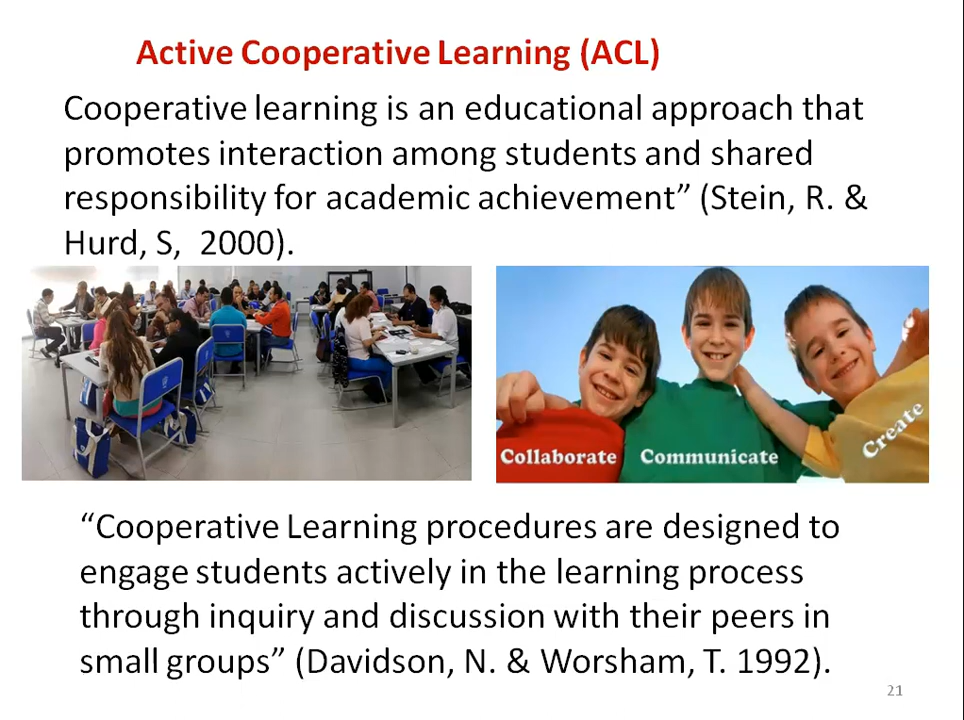 Active Cooperative Learning (ACL)
Cooperative learning is an educational approach that
promotes interaction among students and shared
responsibility for academic achievement” (Stein, R. &
Hurd, S, 2000).
Collaborate
Communicate
Create
“Cooperative Learning procedures are designed to
engage students actively in the learning process
through inquiry and discussion with their peers in
small groups” (Davidson, N. & Worsham, T. 1992).
21